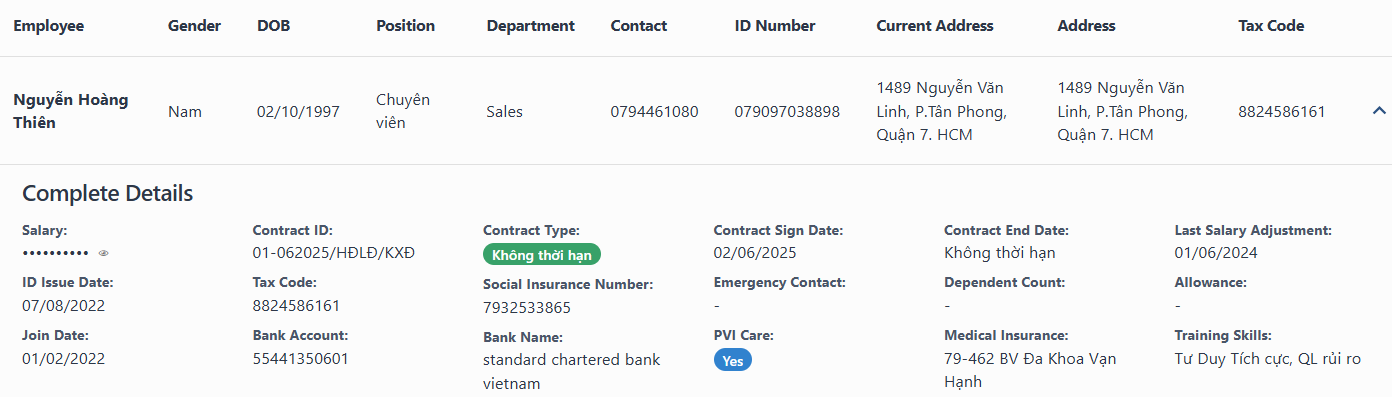 Employee Gender DOB Position Department Contact ID Number Current Address Address Tax Code
Nguyễn Hoàng Thiên Nam 02/10/1997 Chuyên viên Sales 0794461080 079097038898 1489 Nguyễn Văn Linh, P.Tân Phong, Quận 7. HCM 1489 Nguyễn Văn Linh, P.Tân Phong, Quận 7. HCM 8824586161
Complete Details
Salary: Contract ID: Contract Type: Contract Sign Date: Contract End Date: Last Salary Adjustment:
•••••••••• 01-062025/HĐLĐ/KXĐ Không thời hạn 02/06/2025 Không thời hạn 01/06/2024
ID Issue Date: Tax Code: Social Insurance Number: Emergency Contact: Dependent Count: Allowance:
07/08/2022 8824586161 7932533865 - - -
Join Date: Bank Account: Bank Name: PVI Care: Medical Insurance: Training Skills:
01/02/2022 55441350601 standard chartered bank vietnam Yes 79-462 BV Đa Khoa Vạn Hạnh Tư Duy Tích cực, QL rủi ro